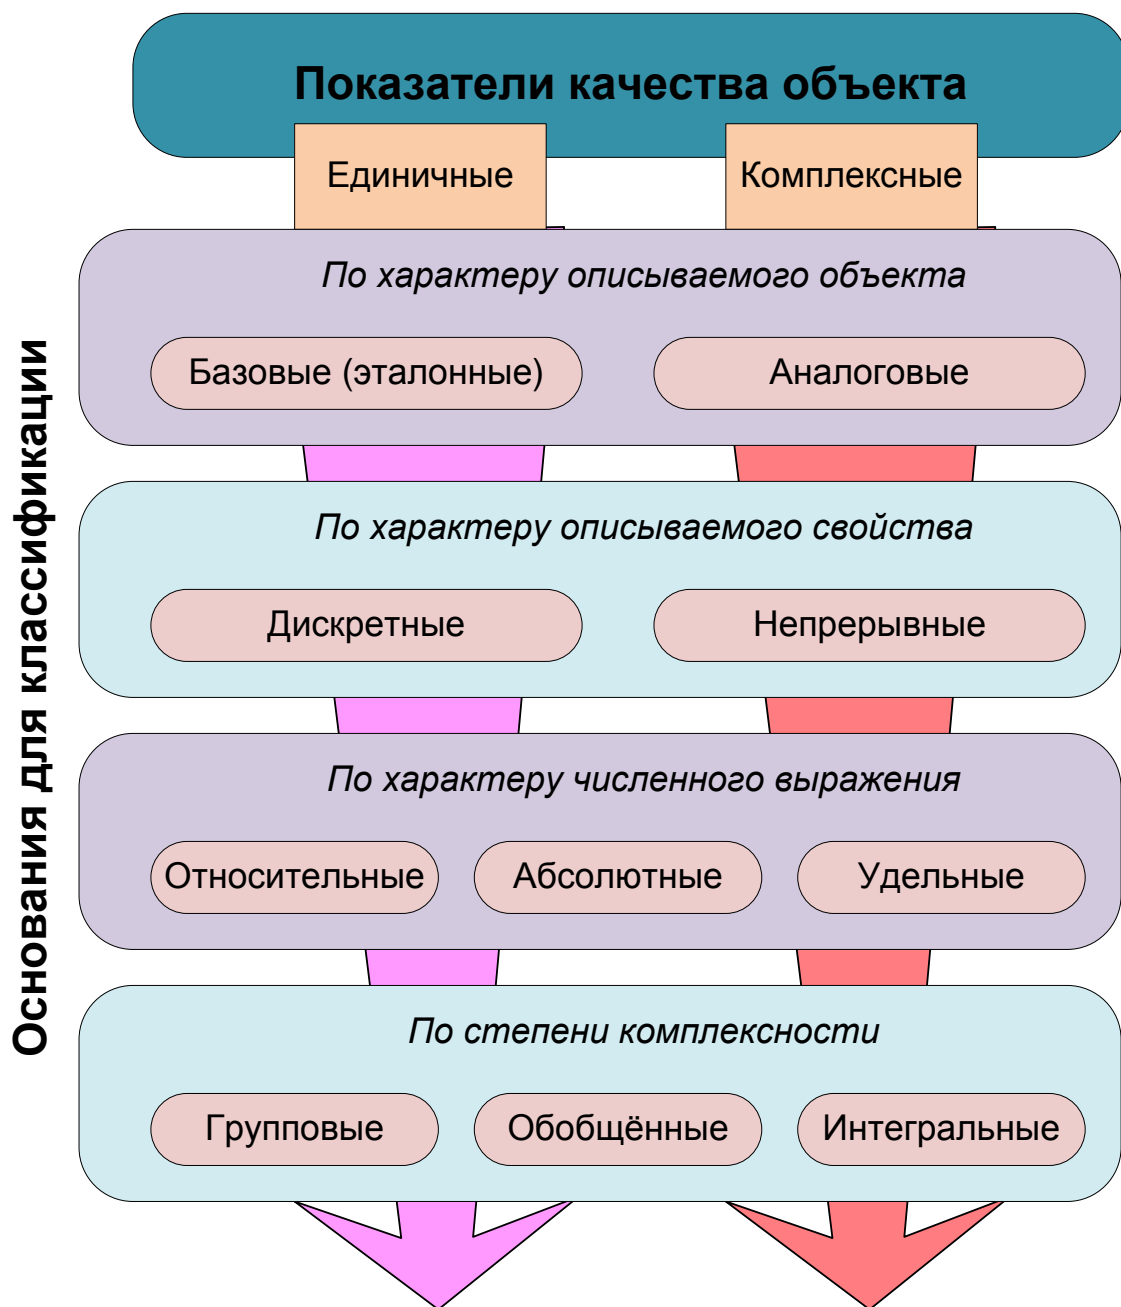 Показатели качества объекта
Единичные
Комплексные
Основания для классификации
По характеру описываемого объекта
Базовые (эталонные)
Аналоговые
По характеру описываемого свойства
Дискретные
Непрерывные
По характеру численного выражения
Относительные
Абсолютные
Удельные
По степени комплексности
Групповые
Обобщённые
Интегральные